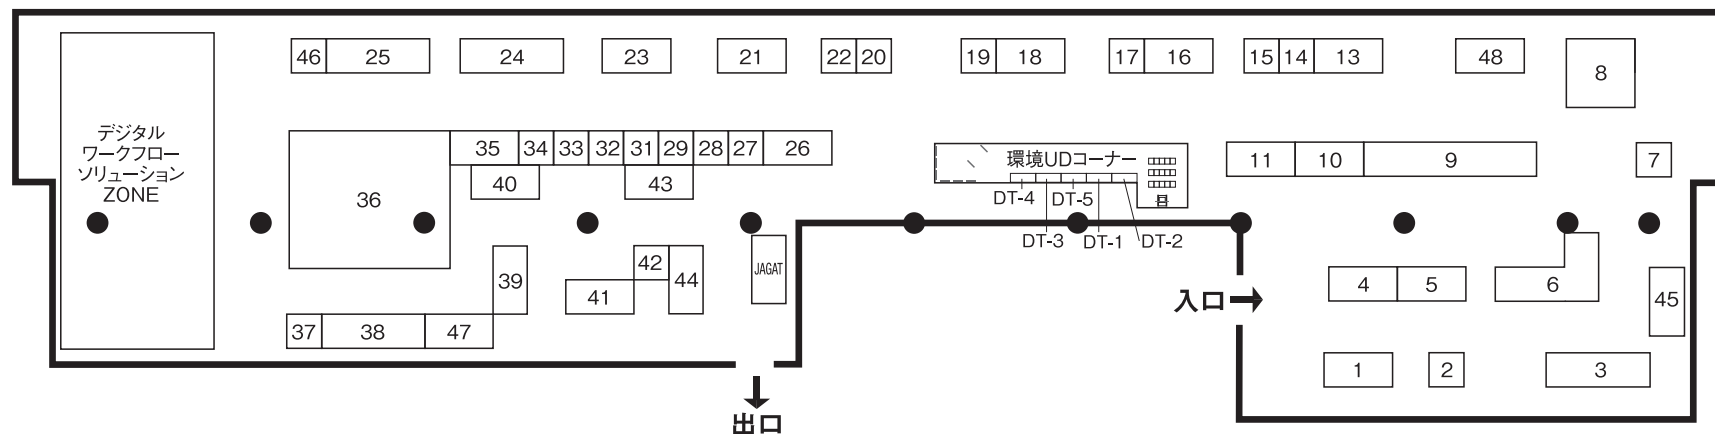 46 25 24 23 21 22 20 19 18 17 16 15 14 13 48 8
デジタル
ワークフロー
ソリューション
ZONE
35 34 33 32 31 29 28 27 26
環境UDコーナー
11 10 9 7
40 43
36
DT-4 DT-5
DT-3 DT-1 DT-2
39 42 44 41
JAGAT
37 38 47
入口
4 5 6 45
1 2 3
出口